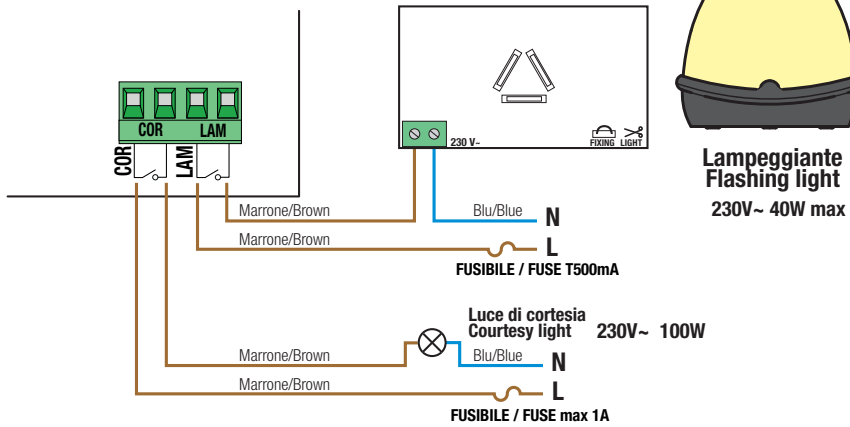 COR LAM
COR LAM
230 V~
FIXING LIGHT
Lampeggiante
Flashing light
230V~ 40W max
Marrone/Brown Blu/Blue N
Marrone/Brown L
FUSIBILE / FUSE T500mA
Luce di cortesia
Courtesy light 230V~ 100W
Marrone/Brown Blu/Blue N
Marrone/Brown L
FUSIBILE / FUSE max 1A